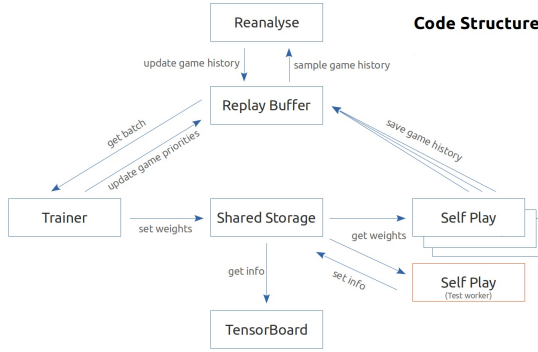 Code Structure
Reanalyse
update game history
sample game history
Replay Buffer
get batch
update game priorities
save game history
Trainer
set weights
Shared Storage
get weights
Self Play
get info
set info
Self Play
(Test worker)
TensorBoard